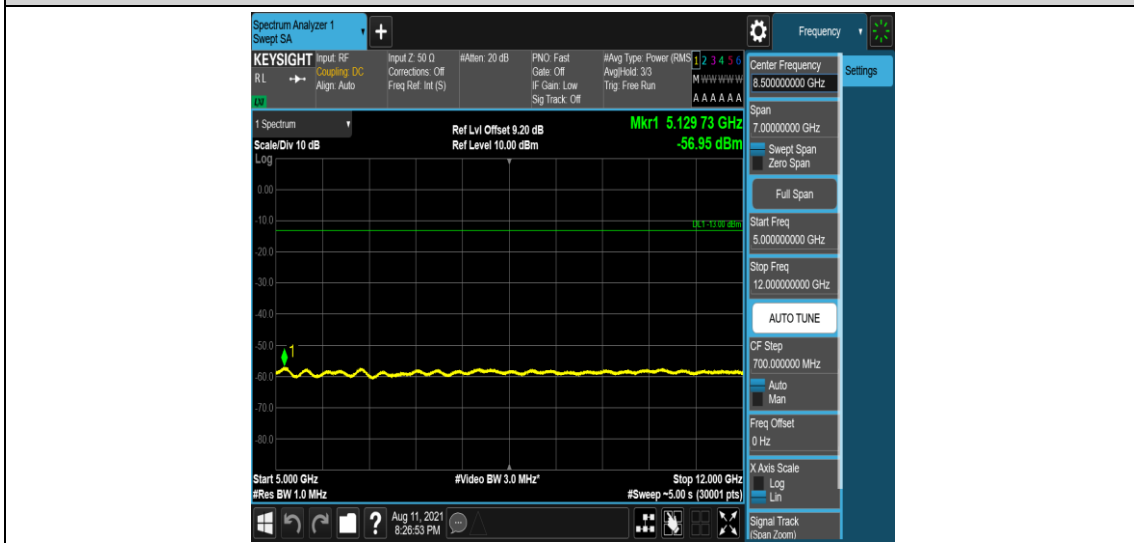 Spectrum Analyzer 1
Swept SA
+
Frequency
KEYSIGHT
RL
LXI
Input: RF
Coupling: DC
Align: Auto
Input Z: 50 Ω
Corrections: Off
Freq Ref: Int (S)
#Atten: 20 dB
PNO: Fast
Gate: Off
IF Gain: Low
Sig Track: Off
#Avg Type: Power (RMS
Avg|Hold: 3/3
Trig: Free Run
1 2 3 4 5 6
M W W W W W
A A A A A A
1 Spectrum
Scale/Div 10 dB
Ref Lvl Offset 9.20 dB
Ref Level 10.00 dBm
Mkr1 5.129 73 GHz
-56.95 dBm
Log
0.00
-10.0
-20.0
-30.0
-40.0
-50.0
-60.0
-70.0
-80.0
DL1 -13.00 dBm
1
Start 5.000 GHz
#Res BW 1.0 MHz
#Video BW 3.0 MHz*
Stop 12.000 GHz
#Sweep ~5.00 s (30001 pts)
Center Frequency
8.500000000 GHz
Span
7.00000000 GHz
Swept Span
Zero Span
Full Span
Start Freq
5.000000000 GHz
Stop Freq
12.000000000 GHz
AUTO TUNE
CF Step
700.000000 MHz
Auto
Man
Freq Offset
0 Hz
X Axis Scale
Log
Lin
Signal Track
(Span Zoom)
Settings
?
Aug 11, 2021
8:26:53 PM